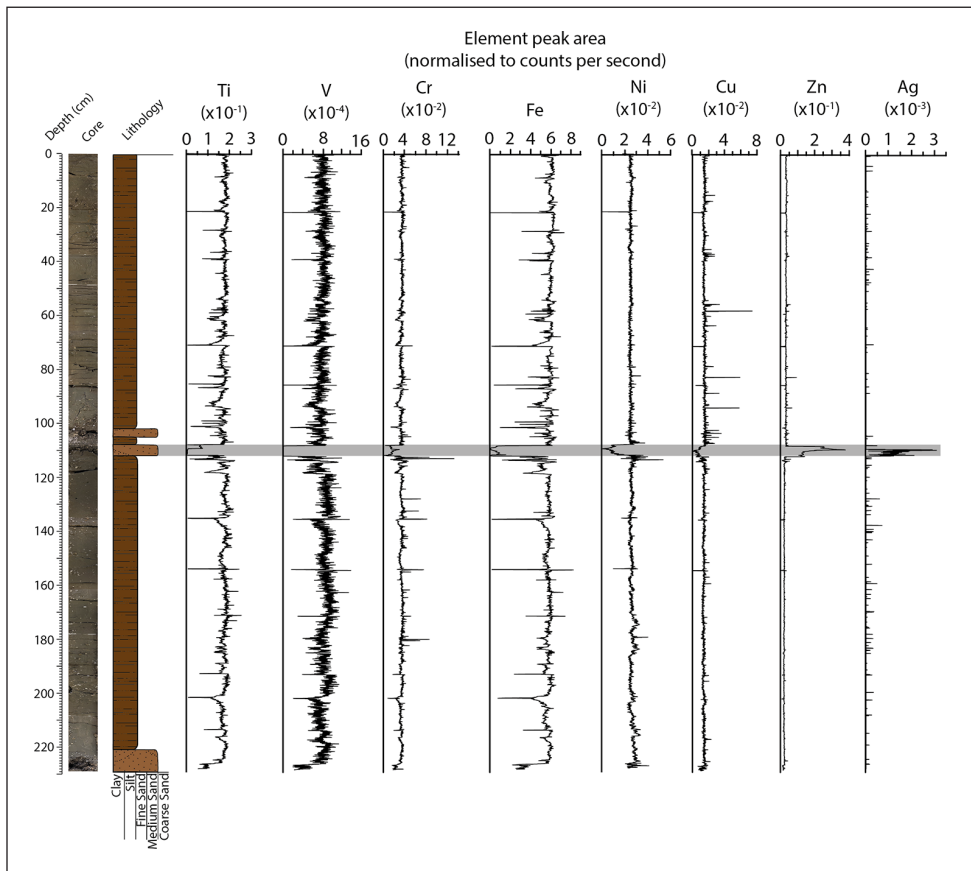 Element peak area
(normalised to counts per second)
Ti
(x10-1)
V
(x10-4)
Cr
(x10-2)
Fe
Ni
(x10-2)
Cu
(x10-2)
Zn
(x10-1)
Ag
(x10-3)
Depth (cm)
Core
Lithology
0 1 2 3
0 8 16
0 4 8 12
0 2 4 6 8
0 2 4 6
0 4 8
0 2 4
0 1 2 3
0
20
40
60
80
100
120
140
160
180
200
220
Clay
Silt
Fine Sand
Medium Sand
Coarse Sand